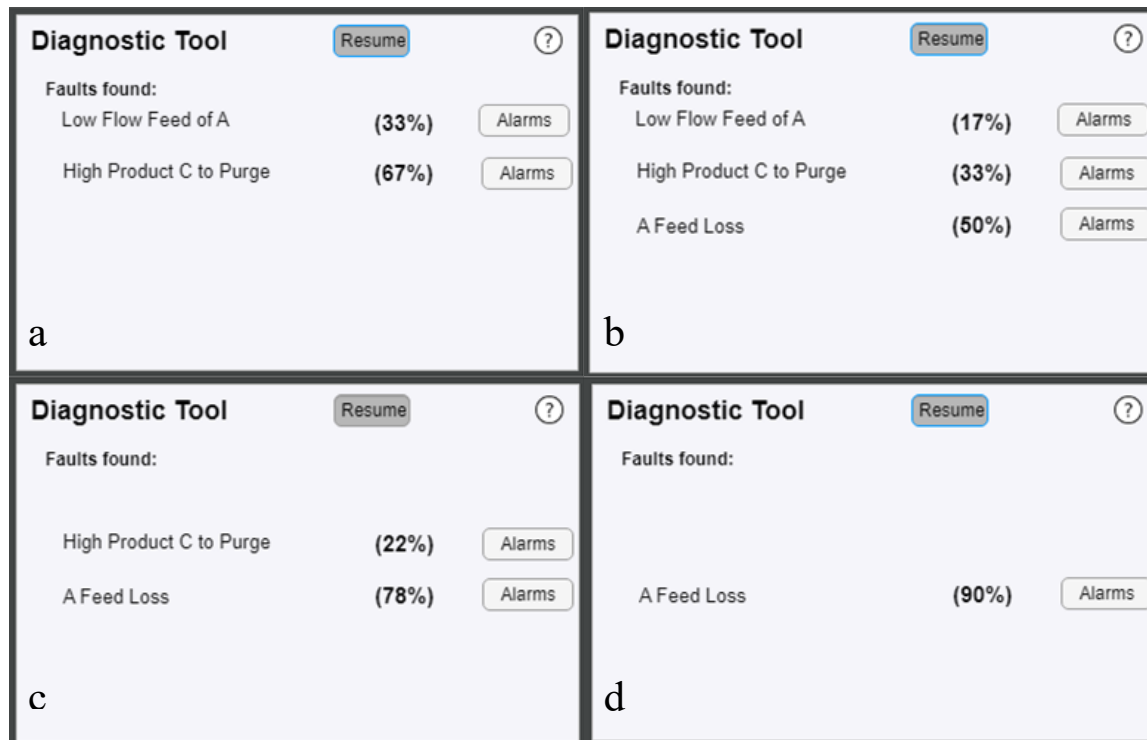 Diagnostic Tool Resume ?
Faults found:
Low Flow Feed of A (33%) Alarms
High Product C to Purge (67%) Alarms
a
Diagnostic Tool Resume ?
Faults found:
Low Flow Feed of A (17%) Alarms
High Product C to Purge (33%) Alarms
A Feed Loss (50%) Alarms
b
Diagnostic Tool Resume ?
Faults found:
High Product C to Purge (22%) Alarms
A Feed Loss (78%) Alarms
c
Diagnostic Tool Resume ?
Faults found:
A Feed Loss (90%) Alarms
d